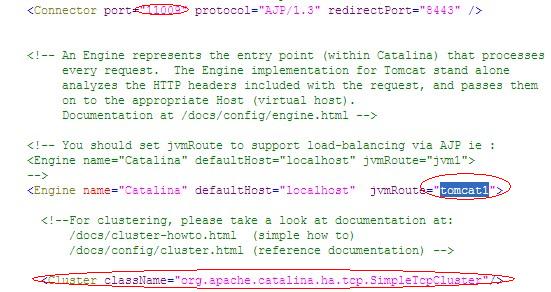 <Connector port="11009" protocol="AJP/1.3" redirectPort="8443" />
<!-- An Engine represents the entry point (within Catalina) that processes
every request.  The Engine implementation for Tomcat stand alone
analyzes the HTTP headers included with the request, and passes them
on to the appropriate Host (virtual host).
Documentation at /docs/config/engine.html -->
<!-- You should set jvmRoute to support load-balancing via AJP ie :
<Engine name="Catalina" defaultHost="localhost" jvmRoute="jvm1">
-->
<Engine name="Catalina" defaultHost="localhost"  jvmRoute="tomcat1">
<!--For clustering, please take a look at documentation at:
/docs/cluster-howto.html  (simple how to)
/docs/config/cluster.html (reference documentation) -->
<Cluster className="org.apache.catalina.ha.tcp.SimpleTcpCluster"/>